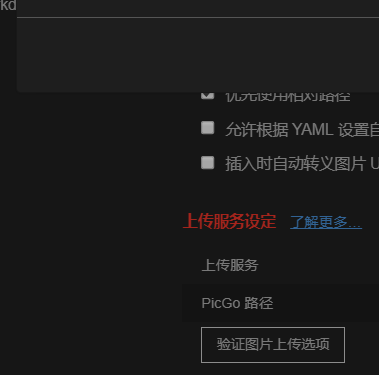 rkd
优先使用相对路径
允许根据 YAML 设置自
插入时自动转义图片 U
上传服务设定 了解更多...
上传服务
PicGo 路径
验证图片上传选项